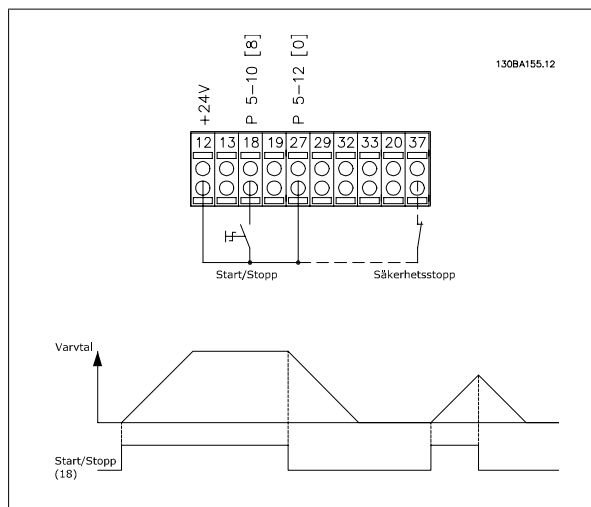 130BA155.12
+24V
P 5-10 [8]
P 5-12 [0]
12 13 18 19 27 29 32 33 20 37
Start/Stopp
Säkerhetsstopp
Varvtal
Start/Stopp
(18)